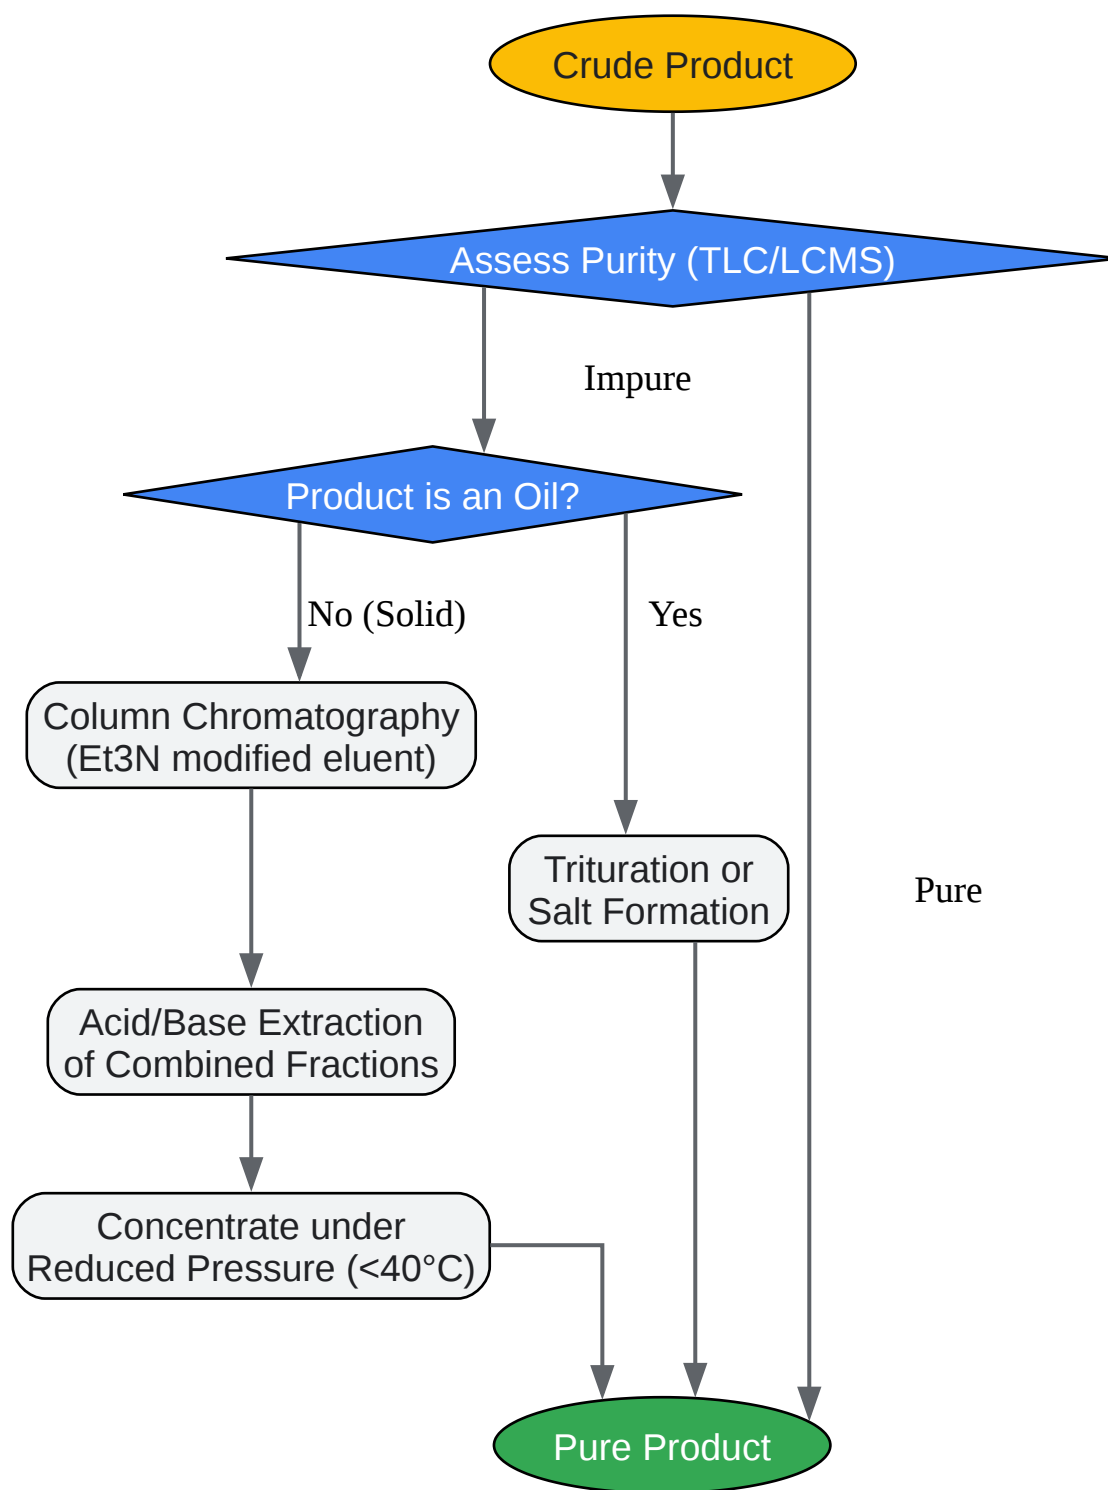 Crude Product
Assess Purity (TLC/LCMS)
Impure
Product is an Oil?
No (Solid)
Yes
Column Chromatography
(Et3N modified eluent)
Trituration or
Salt Formation
Pure
Acid/Base Extraction
of Combined Fractions
Concentrate under
Reduced Pressure (<40°C)
Pure Product